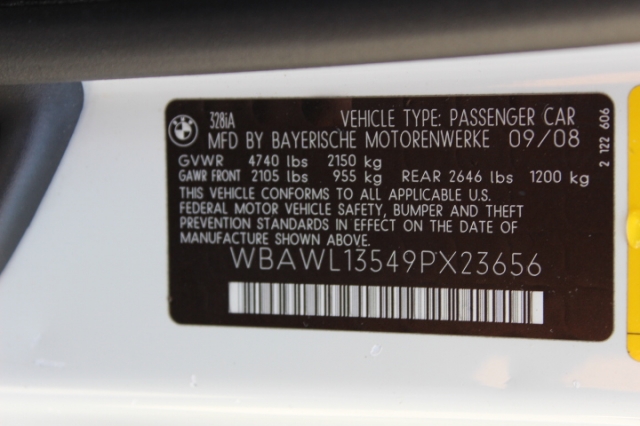 BMW
328iA
VEHICLE TYPE: PASSENGER CAR
MFD BY BAYERISCHE MOTORENWERKE 09/08
GVWR 4740 lbs 2150 kg
GAWR FRONT 2105 lbs 955 kg REAR 2646 lbs 1200 kg
THIS VEHICLE CONFORMS TO ALL APPLICABLE U.S.
FEDERAL MOTOR VEHICLE SAFETY, BUMPER AND THEFT
PREVENTION STANDARDS IN EFFECT ON THE DATE OF
MANUFACTURE SHOWN ABOVE.
WBAWL13549PX23656
2 122 606